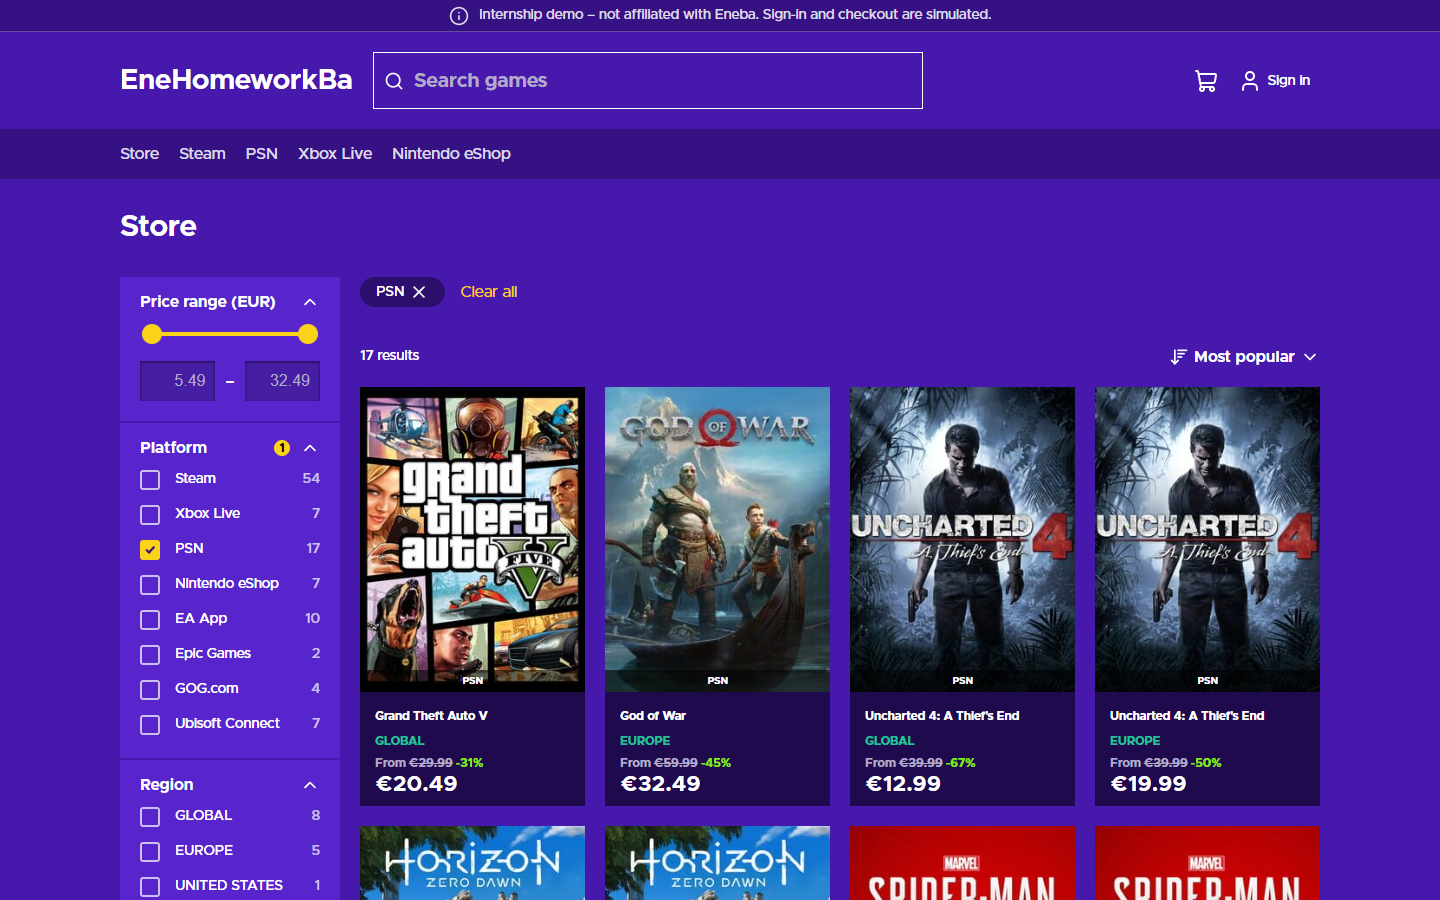 Internship demo – not affiliated with Eneba. Sign-in and checkout are simulated.
EneHomeworkBa
Search games
Sign in
Store
Steam
PSN
Xbox Live
Nintendo eShop
Store
Price range (EUR)
5.49 – 32.49
Platform 1
Steam 54
Xbox Live 7
PSN 17
Nintendo eShop 7
EA App 10
Epic Games 2
GOG.com 4
Ubisoft Connect 7
Region
GLOBAL 8
EUROPE 5
UNITED STATES 1
PSN
Clear all
17 results
Most popular
grand
theft
auto
V
FIVE
PSN
Grand Theft Auto V
GLOBAL
From €29.99 -31%
€20.49
GOD OF WAR
PSN
God of War
EUROPE
From €59.99 -45%
€32.49
UNCHARTED 4
A Thief's End
PSN
Uncharted 4: A Thief's End
GLOBAL
From €39.99 -67%
€12.99
UNCHARTED 4
A Thief's End
PSN
Uncharted 4: A Thief's End
EUROPE
From €39.99 -50%
€19.99
HORIZON
ZERO DAWN
HORIZON
ZERO DAWN
MARVEL
SPIDER-MAN
MARVEL
SPIDER-MAN